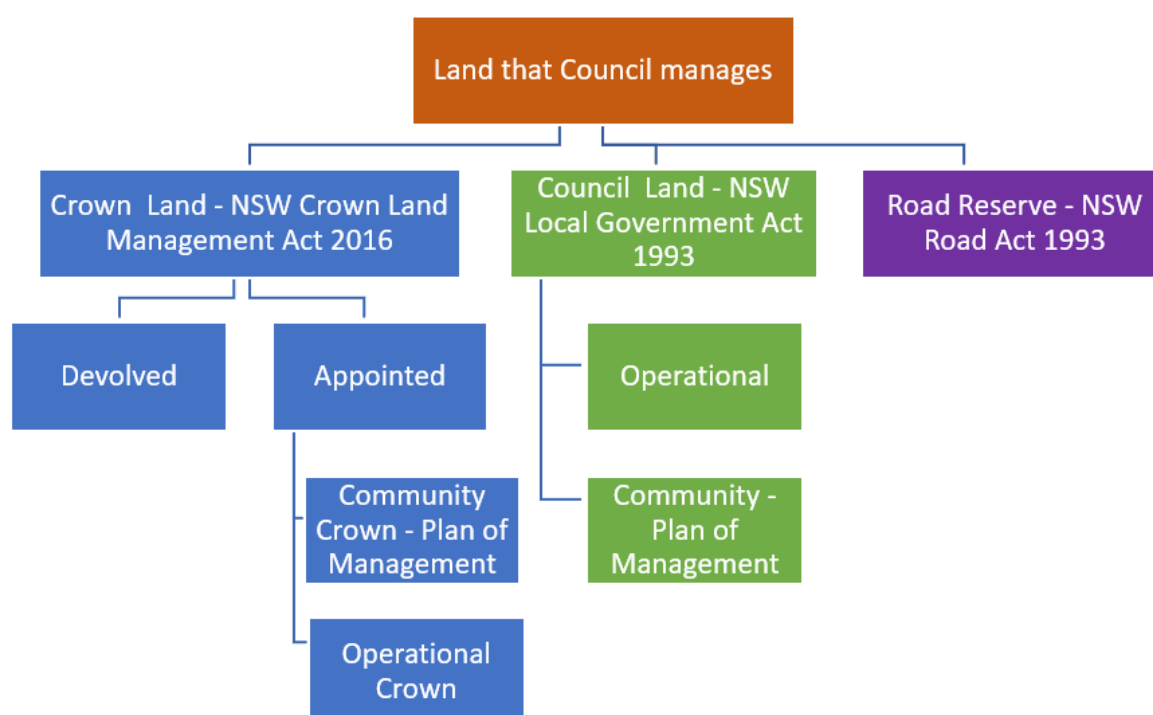 Land that Council manages
Crown Land - NSW Crown Land
Management Act 2016
Council Land - NSW
Local Government Act
1993
Road Reserve - NSW
Road Act 1993
Devolved
Appointed
Operational
Community
Crown - Plan of
Management
Community -
Plan of
Management
Operational
Crown